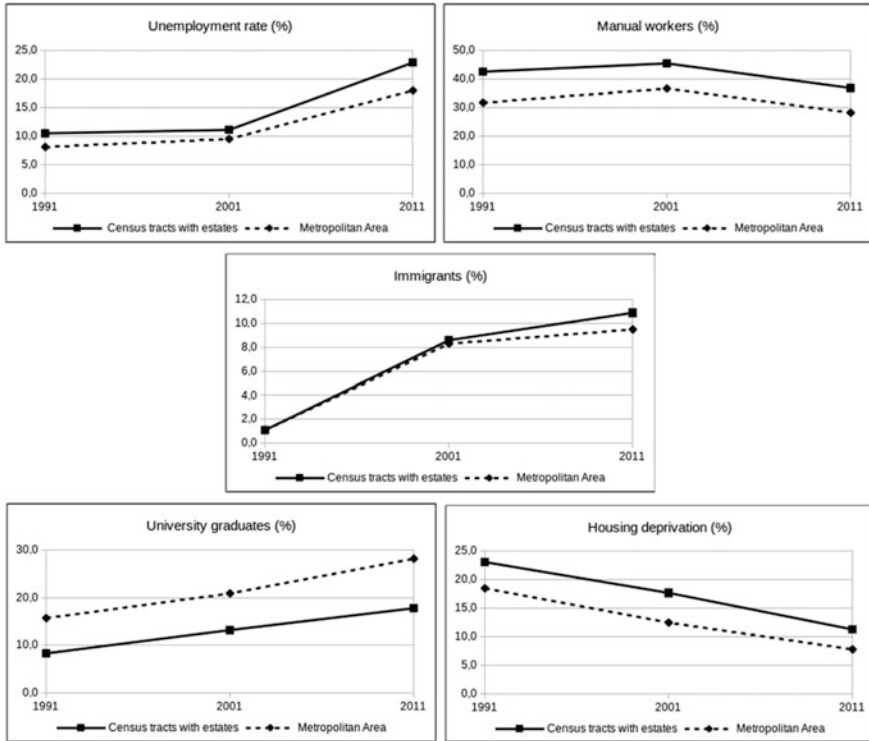 Unemployment rate (%)
25,0
20,0
15,0
10,0
5,0
0,0
1991 2001 2011
Census tracts with estates Metropolitan Area
Manual workers (%)
50,0
40,0
30,0
20,0
10,0
0,0
1991 2001 2011
Census tracts with estates Metropolitan Area
Immigrants (%)
12,0
10,0
8,0
6,0
4,0
2,0
0,0
1991 2001 2011
Census tracts with estates Metropolitan Area
University graduates (%)
30,0
20,0
10,0
0,0
1991 2001 2011
Census tracts with estates Metropolitan Area
Housing deprivation (%)
25,0
20,0
15,0
10,0
5,0
0,0
1991 2001 2011
Census tracts with estates Metropolitan Area